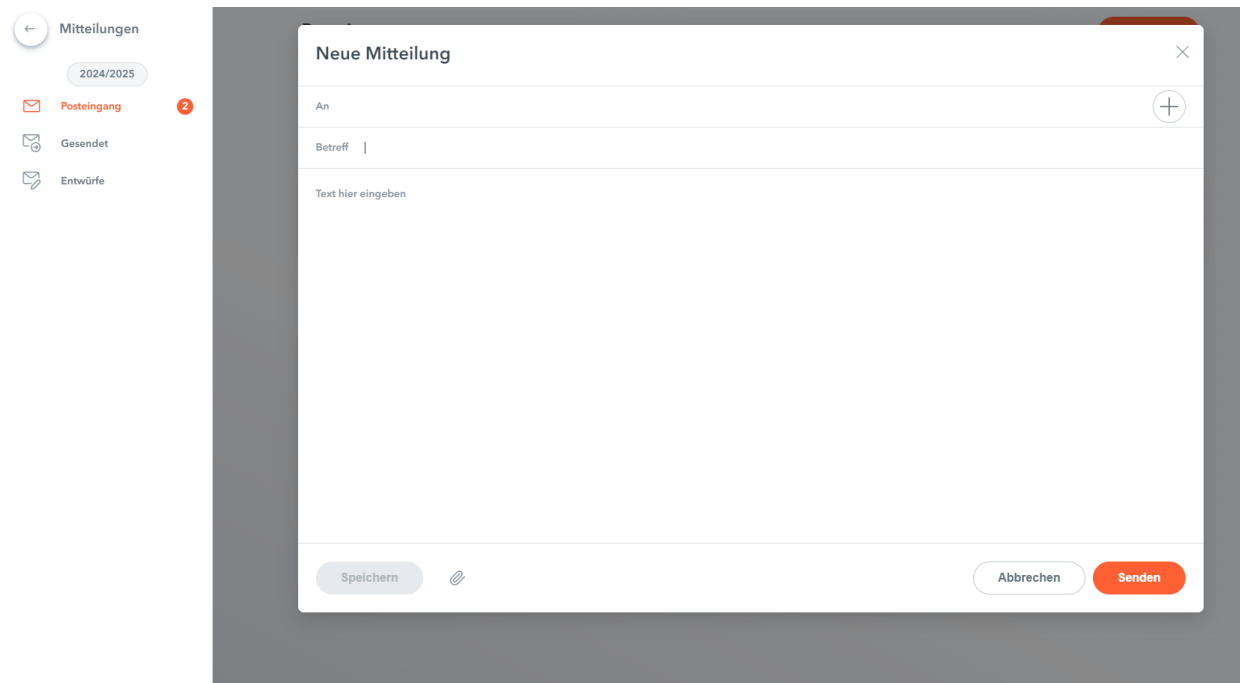 Mitteilungen
2024/2025
Posteingang 2
Gesendet
Entwürfe
Neue Mitteilung
An
Betreff
Text hier eingeben
Speichern
Abbrechen
Senden